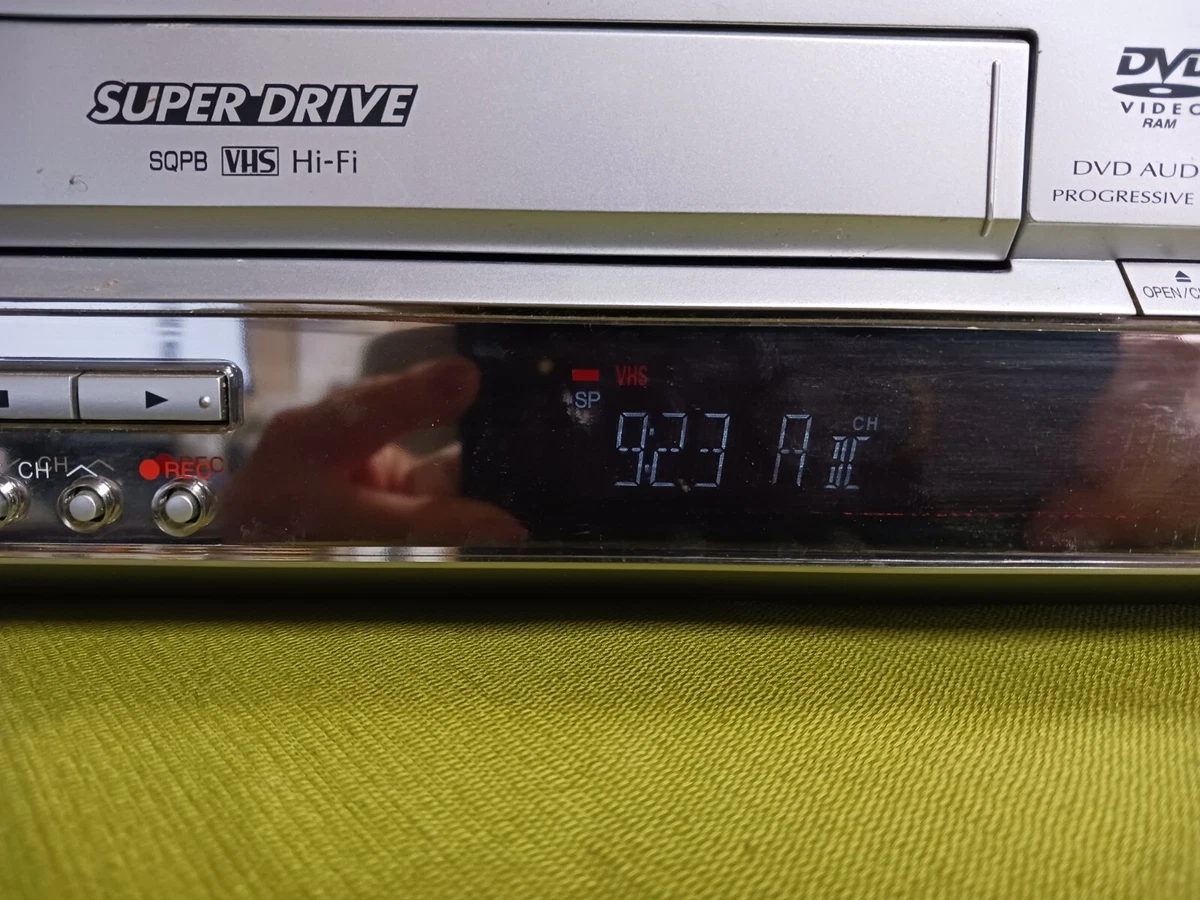 SUPER DRIVE
SQPB VHS Hi-Fi
DVD
VIDEO
RAM
DVD AUD
PROGRESSIVE
OPEN/CL
VHS
SP
CH
9:23 A
CH
REC